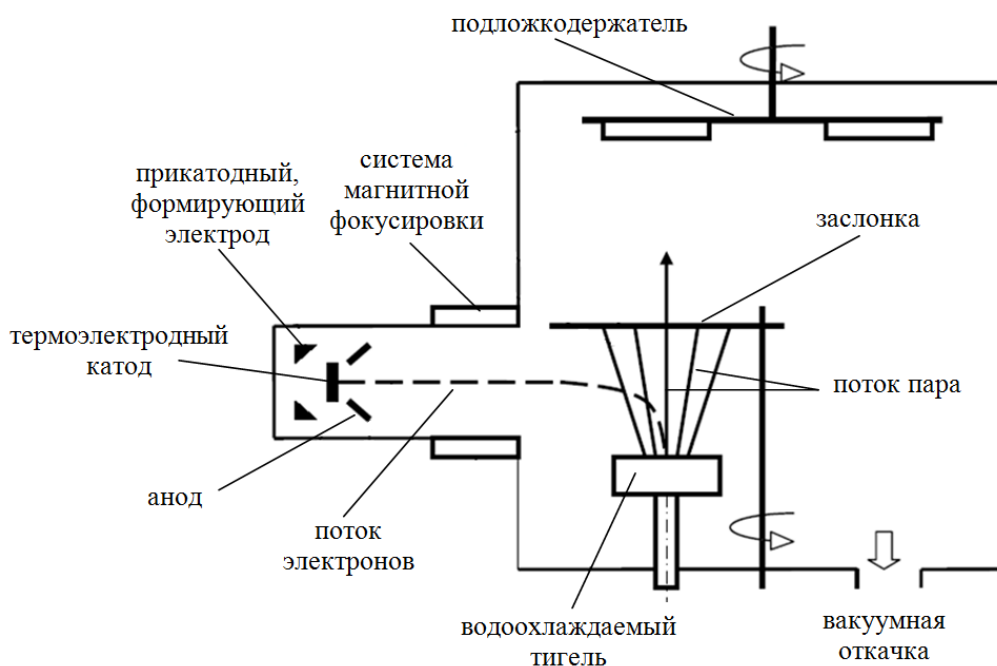 подложкодержатель
прикатодный,
формирующий
электрод
система
магнитной
фокусировки
заслонка
термоэлектродный
катод
поток пара
анод
поток
электронов
водоохлаждаемый
тигель
вакуумная
откачка